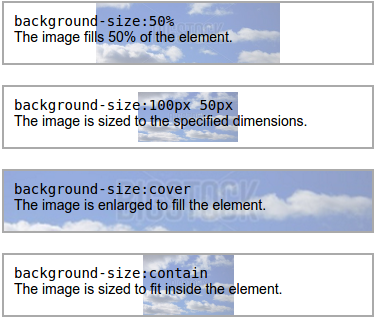 background-size:50%
The image fills 50% of the element.
background-size:100px 50px
The image is sized to the specified dimensions.
background-size:cover
BIGSTOCK
The image is enlarged to fill the element.
background-size:contain
The image is sized to fit inside the element.